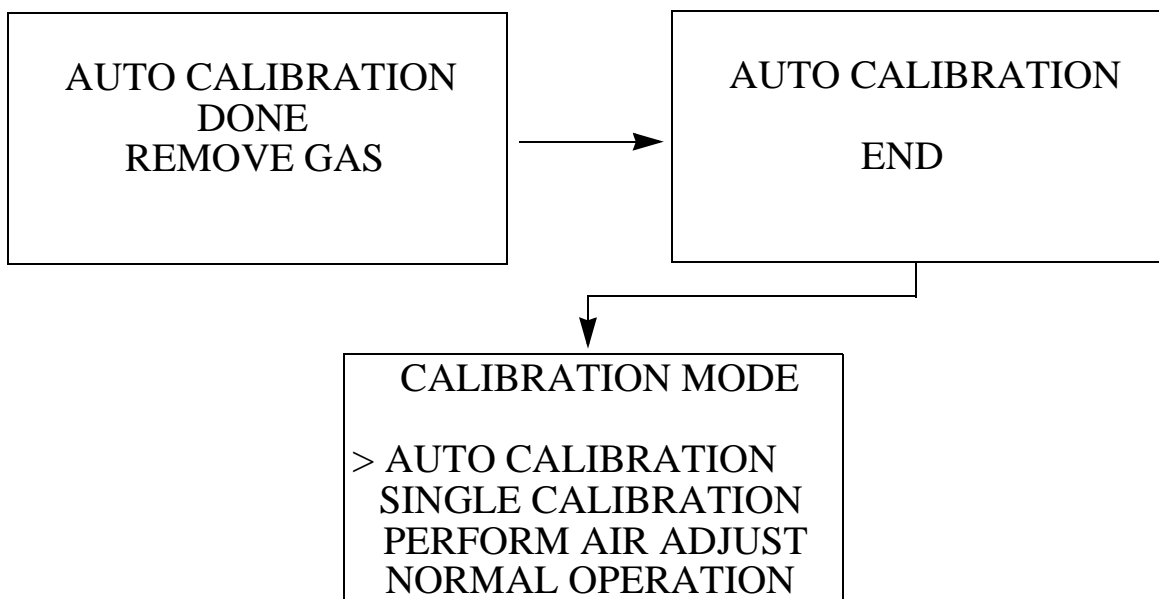 AUTO CALIBRATION
DONE
REMOVE GAS
AUTO CALIBRATION
END
CALIBRATION MODE
> AUTO CALIBRATION
SINGLE CALIBRATION
PERFORM AIR ADJUST
NORMAL OPERATION